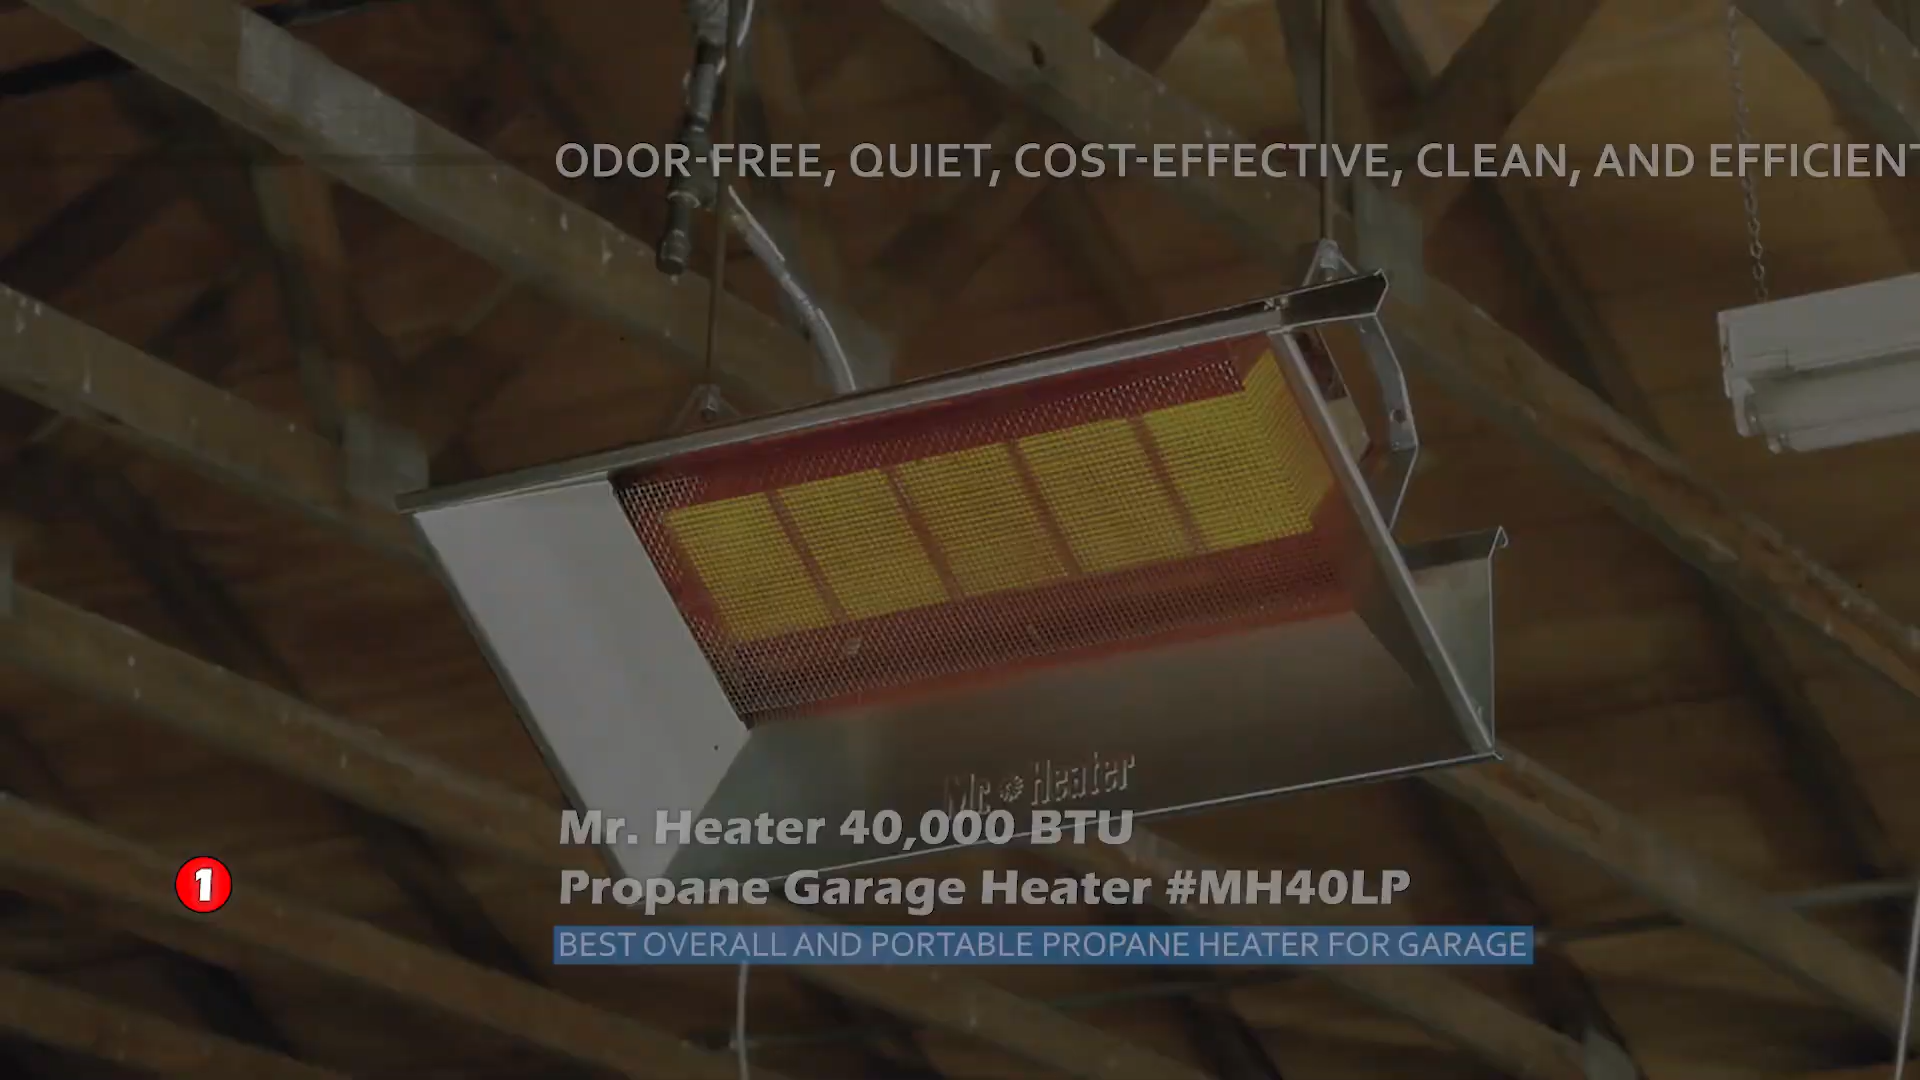 ODOR-FREE, QUIET, COST-EFFECTIVE, CLEAN, AND EFFICIENT
Mr. Heater
Mr. Heater 40,000 BTU
1
Propane Garage Heater #MH40LP
BEST OVERALL AND PORTABLE PROPANE HEATER FOR GARAGE